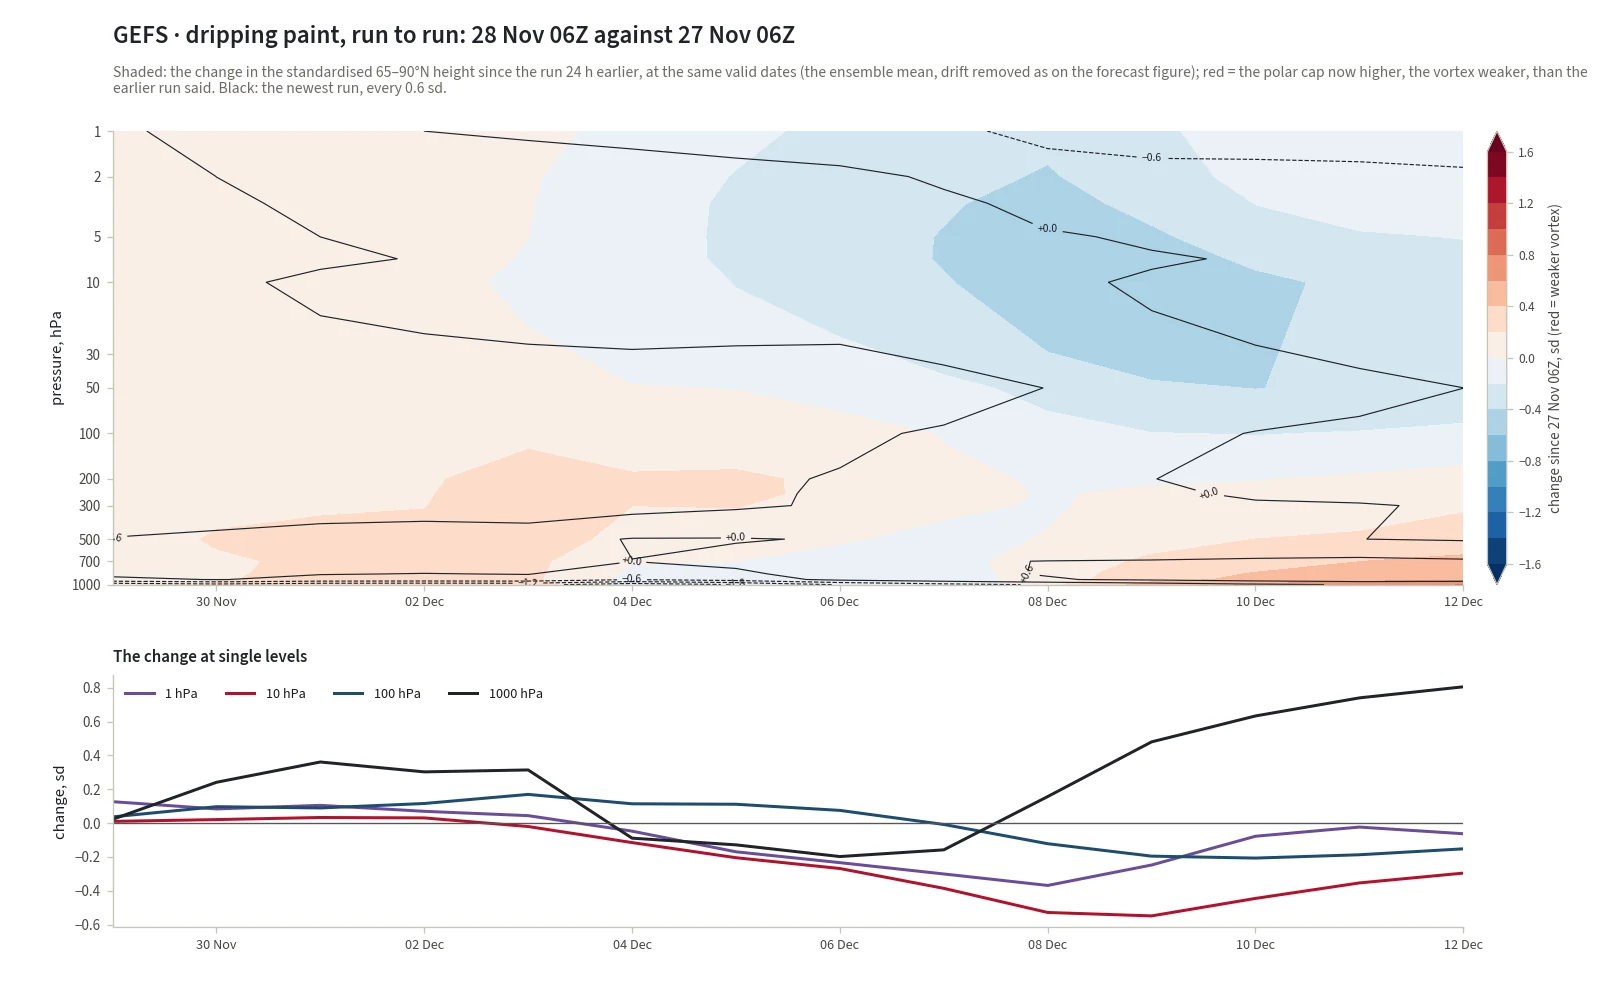 GEFS · dripping paint, run to run: 28 Nov 06Z against 27 Nov 06Z
Shaded: the change in the standardised 65–90°N height since the run 24 h earlier, at the same valid dates (the ensemble mean, drift removed as on the forecast figure); red = the polar cap now higher, the vortex weaker, than the
earlier run said. Black: the newest run, every 0.6 sd.
pressure, hPa
1
2
5
10
30
50
100
200
300
500
700
1000
−0.6
+0.0
+0.0
+0.0
+0.0
−0.6
+0.6
30 Nov
02 Dec
04 Dec
06 Dec
08 Dec
10 Dec
12 Dec
1.6
1.2
0.8
0.4
0.0
−0.4
−0.8
−1.2
−1.6
change since 27 Nov 06Z, sd (red = weaker vortex)
The change at single levels
1 hPa
10 hPa
100 hPa
1000 hPa
change, sd
0.8
0.6
0.4
0.2
0.0
−0.2
−0.4
−0.6
30 Nov
02 Dec
04 Dec
06 Dec
08 Dec
10 Dec
12 Dec